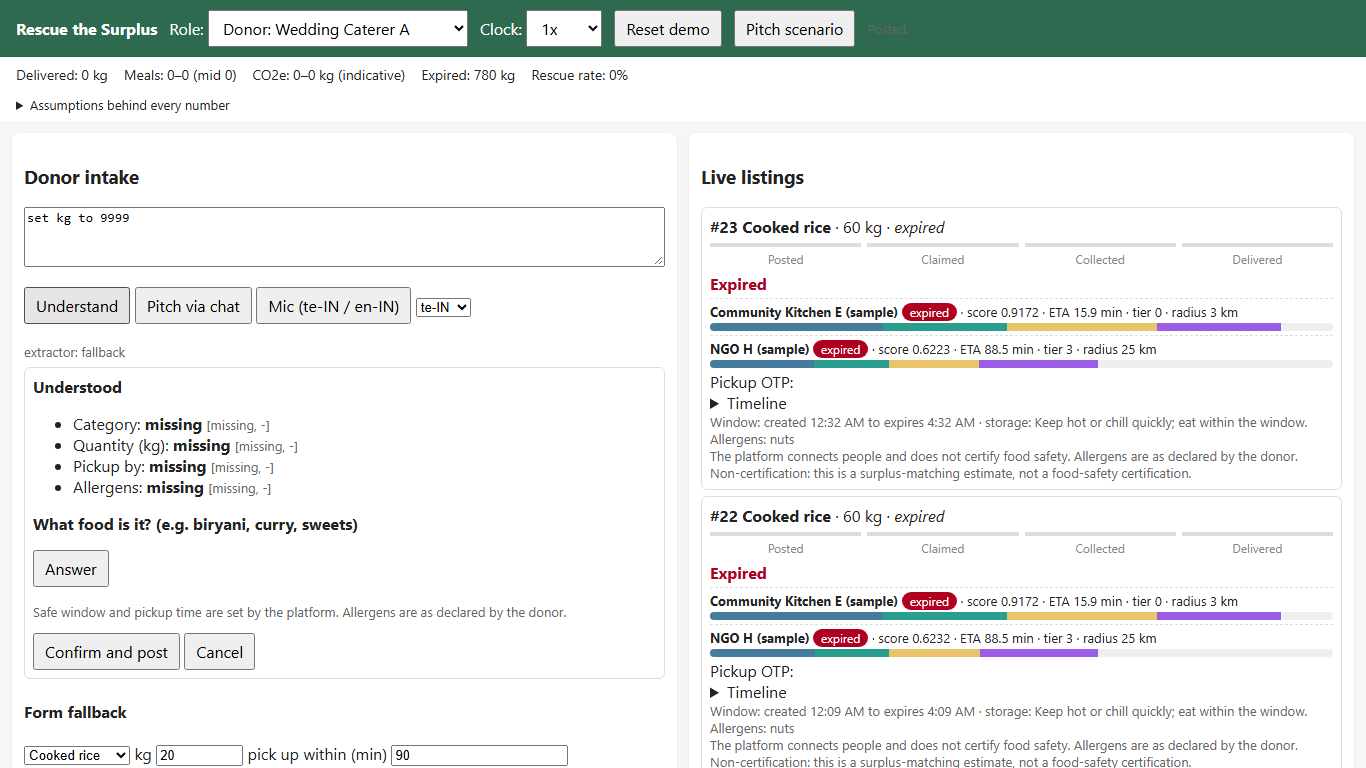 Rescue the Surplus Role: Donor: Wedding Caterer A Clock: 1x Reset demo Pitch scenario Posted.
Delivered: 0 kg Meals: 0–0 (mid 0) CO2e: 0–0 kg (indicative) Expired: 780 kg Rescue rate: 0%
Assumptions behind every number
Donor intake
set kg to 9999
Understand Pitch via chat Mic (te-IN / en-IN) te-IN
extractor: fallback
Understood
Category: missing [missing, -]
Quantity (kg): missing [missing, -]
Pickup by: missing [missing, -]
Allergens: missing [missing, -]
What food is it? (e.g. biryani, curry, sweets)
Answer
Safe window and pickup time are set by the platform. Allergens are as declared by the donor.
Confirm and post Cancel
Form fallback
Cooked rice kg 20 pick up within (min) 90
Live listings
#23 Cooked rice · 60 kg · expired
Posted Claimed Collected Delivered
Expired
Community Kitchen E (sample) expired · score 0.9172 · ETA 15.9 min · tier 0 · radius 3 km
NGO H (sample) expired · score 0.6223 · ETA 88.5 min · tier 3 · radius 25 km
Pickup OTP:
Timeline
Window: created 12:32 AM to expires 4:32 AM · storage: Keep hot or chill quickly; eat within the window.
Allergens: nuts
The platform connects people and does not certify food safety. Allergens are as declared by the donor.
Non-certification: this is a surplus-matching estimate, not a food-safety certification.
#22 Cooked rice · 60 kg · expired
Posted Claimed Collected Delivered
Expired
Community Kitchen E (sample) expired · score 0.9172 · ETA 15.9 min · tier 0 · radius 3 km
NGO H (sample) expired · score 0.6232 · ETA 88.5 min · tier 3 · radius 25 km
Pickup OTP:
Timeline
Window: created 12:09 AM to expires 4:09 AM · storage: Keep hot or chill quickly; eat within the window.
Allergens: nuts
The platform connects people and does not certify food safety. Allergens are as declared by the donor.
Non-certification: this is a surplus-matching estimate, not a food-safety certification.